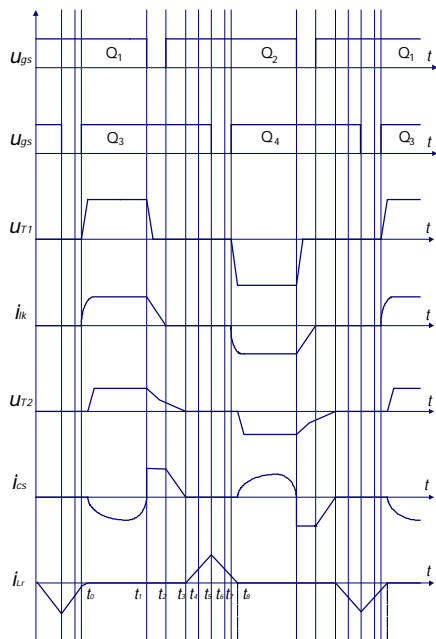 u_gs Q₁ Q₂ Q₁ t
u_gs Q₃ Q₄ Q₃ t
u_T1 t
i_lk t
u_T2 t
i_cs t
i_Lr t₀ t₁ t₂ t₃ t₄ t₅ t₆ t₇ t₈ t